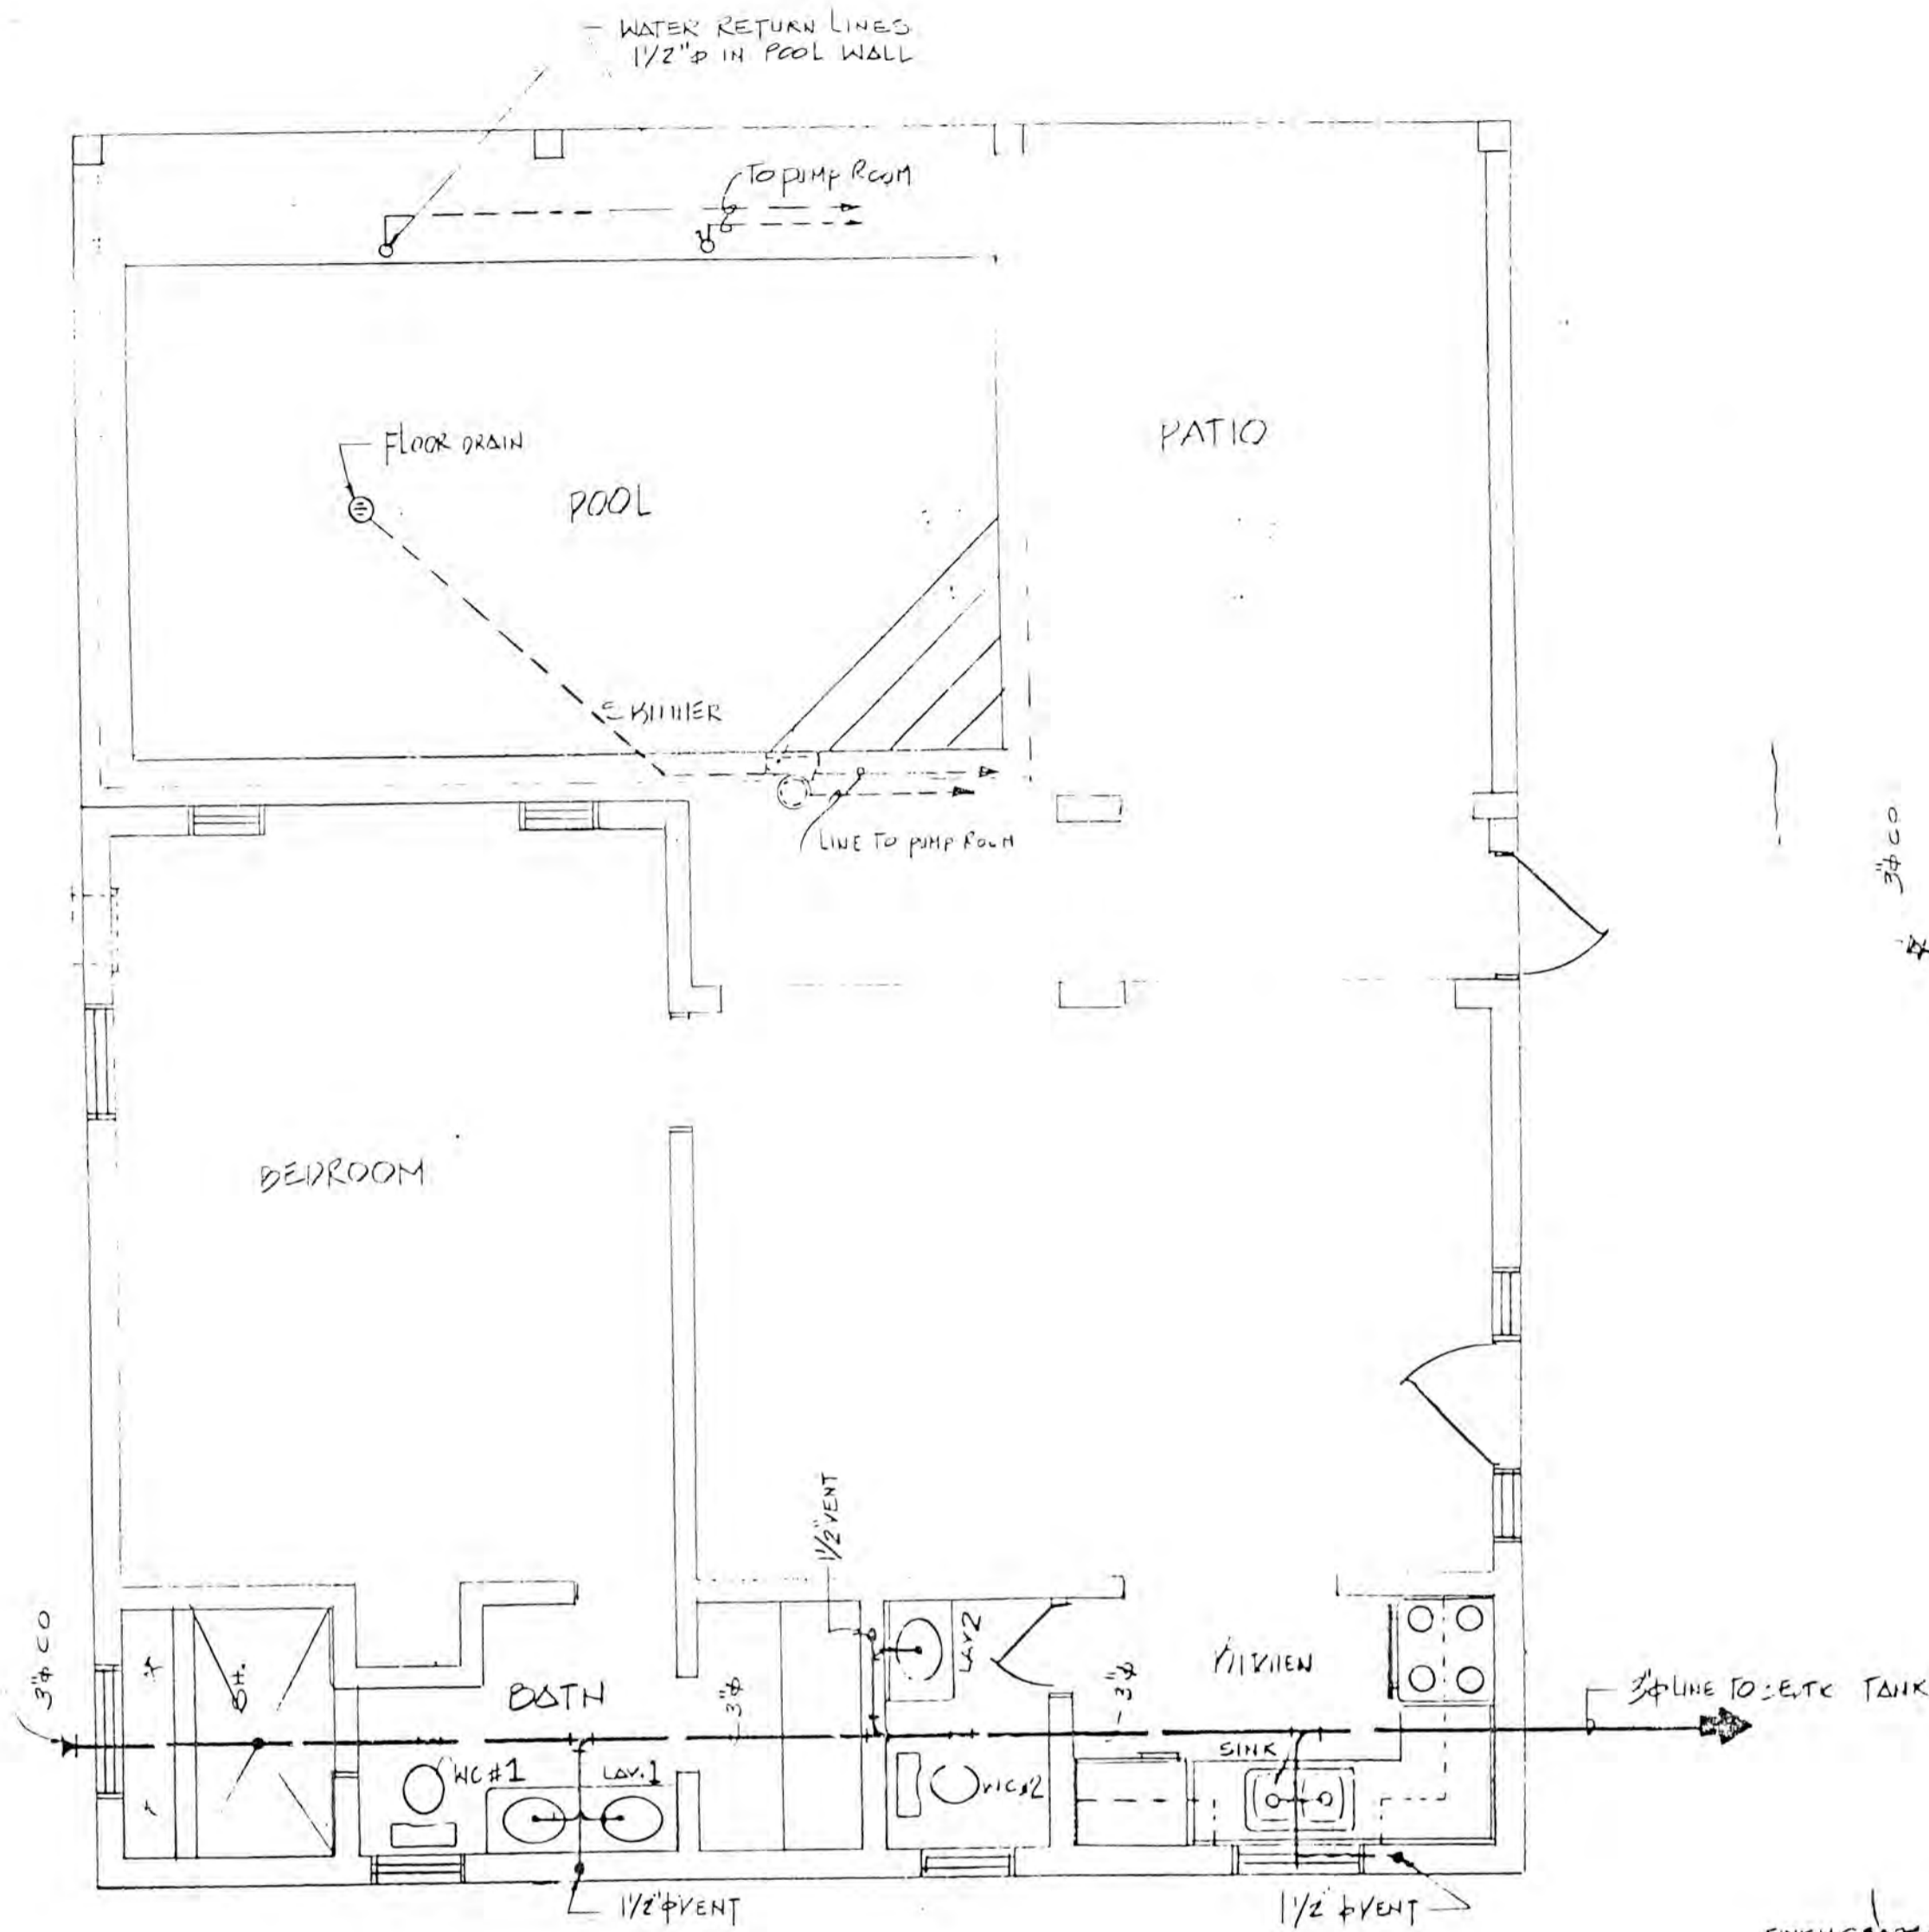 WATER RETURN LINES
1 1/2"ϕ IN POOL WALL
TO PUMP ROOM
FLOOR DRAIN
POOL
PATIO
SKIMMER
LINE TO PUMP ROOM
3"ϕ CO
BEDROOM
1 1/2" VENT
3"ϕ CO
SH.
BATH
WC #1
LAV.1
3"ϕ
LAV 2
WC #2
3"ϕ
KITCHEN
SINK
3"ϕ LINE TO SEPTIC TANK
1 1/2"ϕ VENT
1 1/2"ϕ VENT